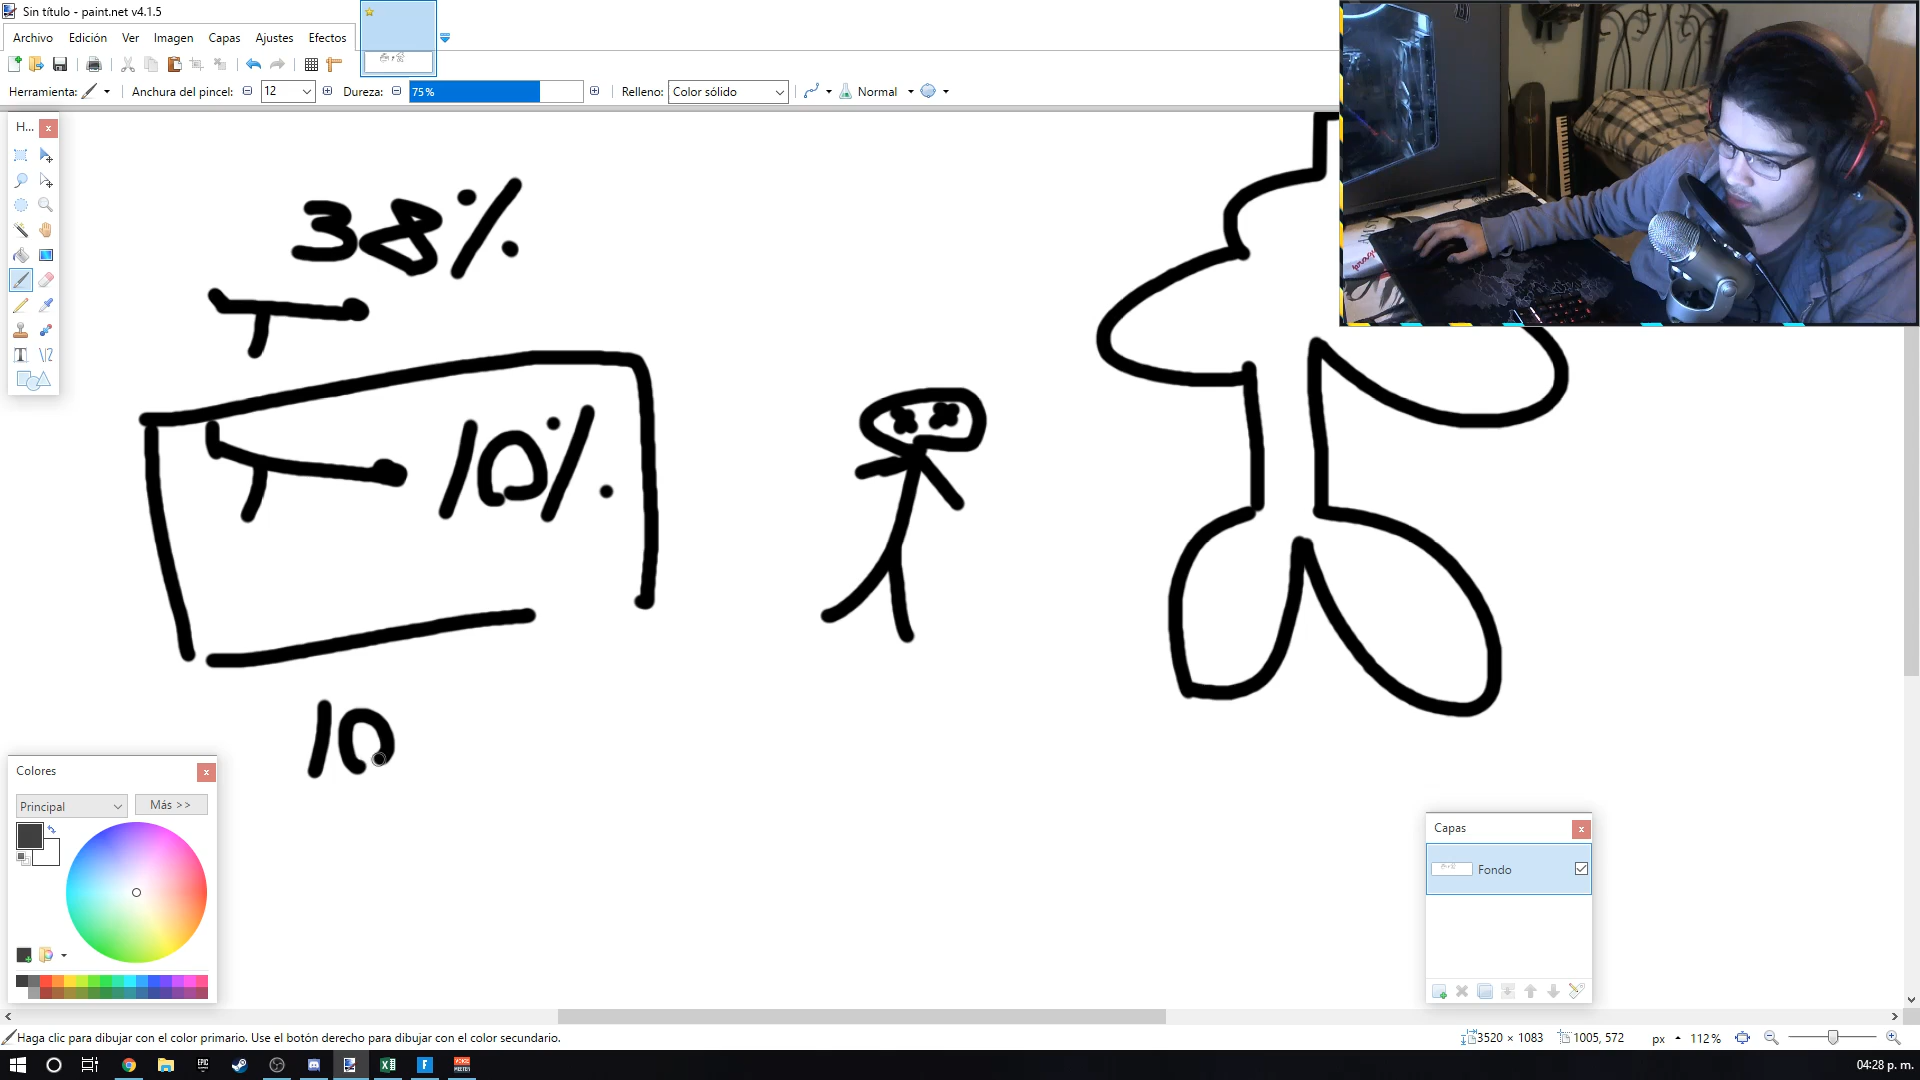 Sin título - paint.net v4.1.5
Archivo Edición Ver Imagen Capas Ajustes Efectos
Herramienta: Anchura del pincel: 12 Dureza: 75% Relleno: Color sólido Normal
H...
38%
10%
10
Colores
Principal Más >>
Capas
Fondo
Haga clic para dibujar con el color primario. Use el botón derecho para dibujar con el color secundario. 3520 × 1083 1005, 572 px 112%
04:28 p. m.